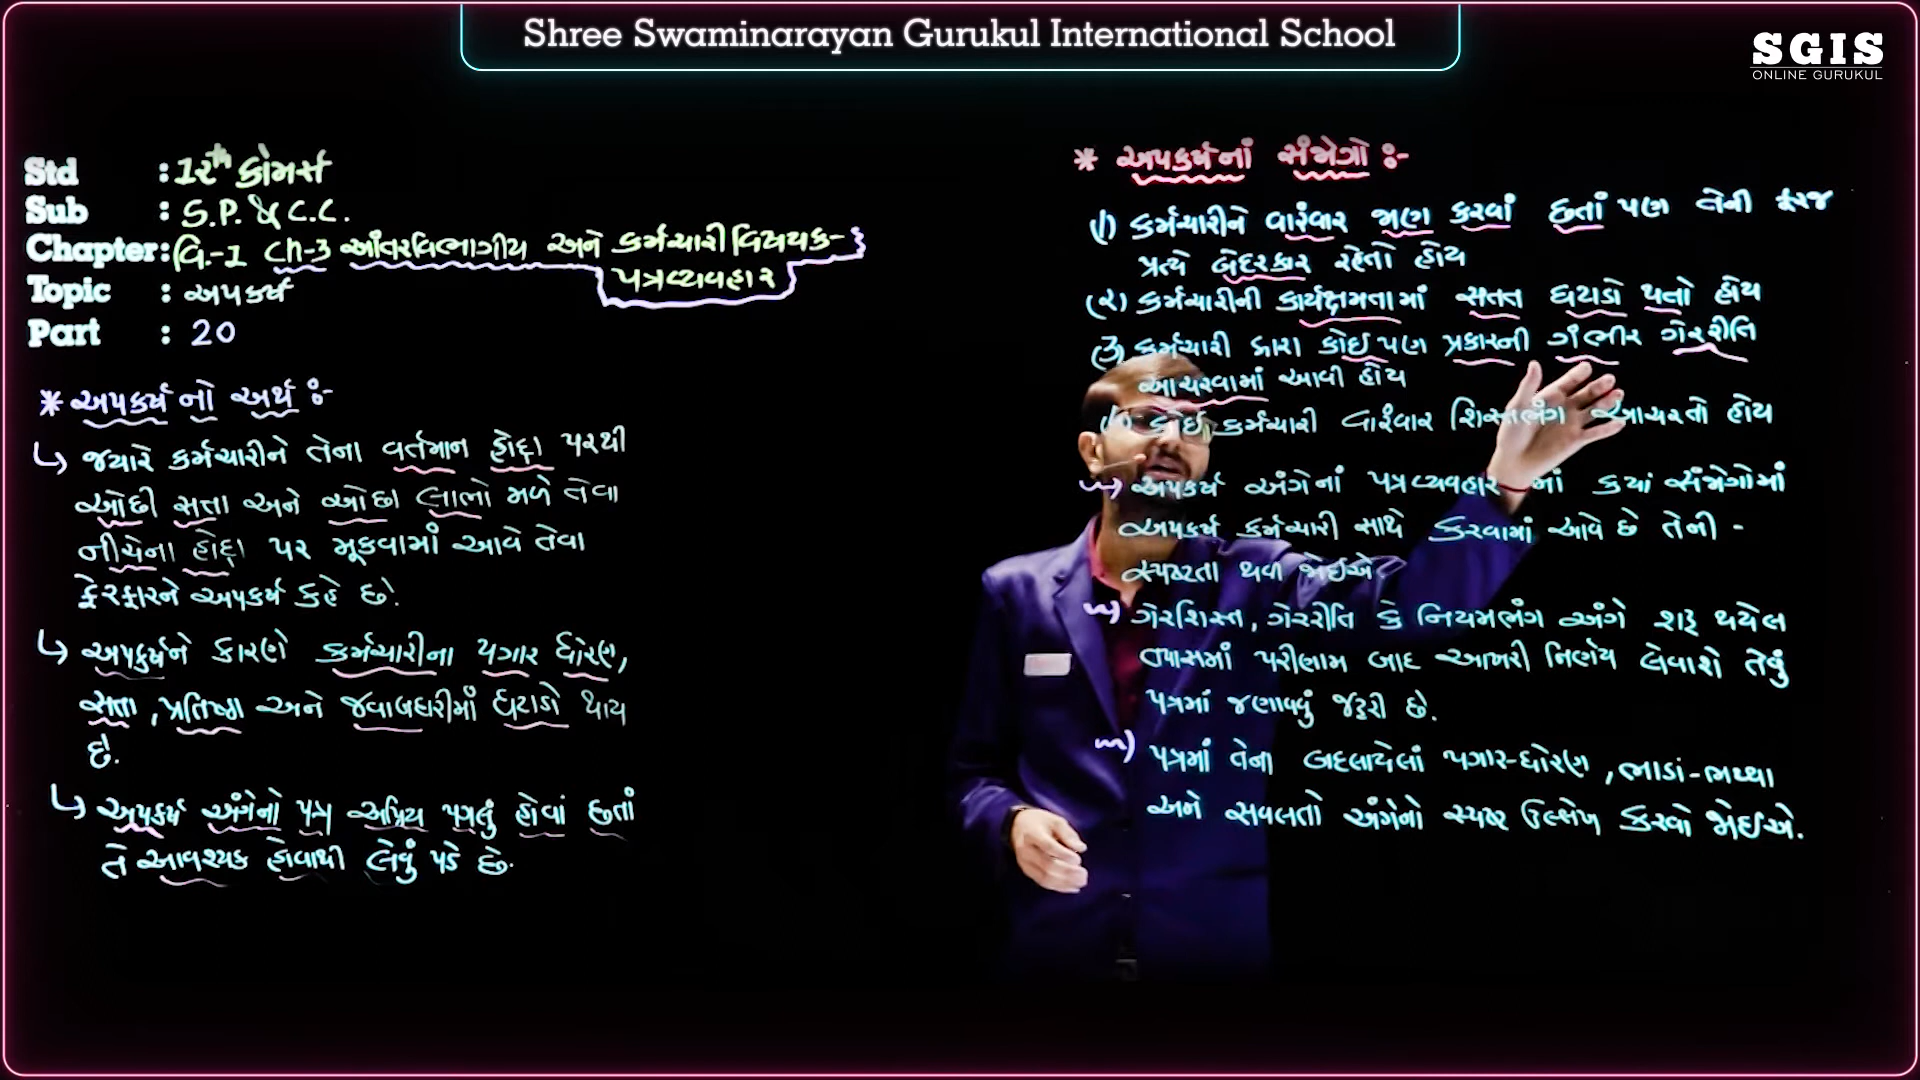 Shree Swaminarayan Gurukul International School
SGIS
ONLINE GURUKUL
Std : 12th કોમર્સ
Sub : S.P. & C.C.
Chapter: વિ.-1 Ch-3 આંતરવિભાગીય અને કર્મચારી વિષયક-
પત્રવ્યવહાર
Topic : અપકર્ષ
Part : 20
* અપકર્ષ નો અર્થ :-
↳ જયારે કર્મચારીને તેના વર્તમાન હોદ્દા પરથી
ઓછી સત્તા અને ઓછા લાભો મળે તેવા
નીચેના હોદ્દા પર મૂકવામાં આવે તેવા
ફેરફારને અપકર્ષ કહે છે.
↳ અપકર્ષને કારણે કર્મચારીના પગાર ધોરણ,
સત્તા, પ્રતિષ્ઠા અને જવાબદારીમાં ઘટાડો થાય
છે.
↳ અપકર્ષ અંગેનો પત્ર અપ્રિય પગલું હોવાં છતાં
તે આવશ્યક હોવાથી લેવું પડે છે.
* અપકર્ષનાં સંજોગો :-
(1) કર્મચારીને વારંવાર જાણ કરવાં છતાં પણ તેની ફરજ
પ્રત્યે બેદરકાર રહેતો હોય
(૨) કર્મચારીની કાર્યક્ષમતામાં સતત ઘટાડો થતો હોય
(૩) કર્મચારી દ્વારા કોઈ પણ પ્રકારની ગંભીર ગેરરીતિ
આચરવામાં આવી હોય
કોઈ કર્મચારી વારંવાર શિસ્તભંગ આચરતો હોય
અપકર્ષ અંગેનાં પત્રવ્યવહાર માં કયાં સંજોગોમાં
અપકર્ષ કર્મચારી સાથે કરવામાં આવે છે તેની -
સ્પષ્ટતા થવી જોઈએ.
ગેરશિસ્ત, ગેરરીતિ કે નિયમભંગ અંગે શરૂ થયેલ
તપાસમાં પરીણામ બાદ આખરી નિર્ણય લેવાશે તેવું
પત્રમાં જણાવવું જરૂરી છે.
પત્રમાં તેના બદલાયેલાં પગાર-ધોરણ, ભાડાં-ભથ્થા
અને સવલતો અંગેનો સ્પષ્ટ ઉલ્લેખ કરવો જોઈએ.